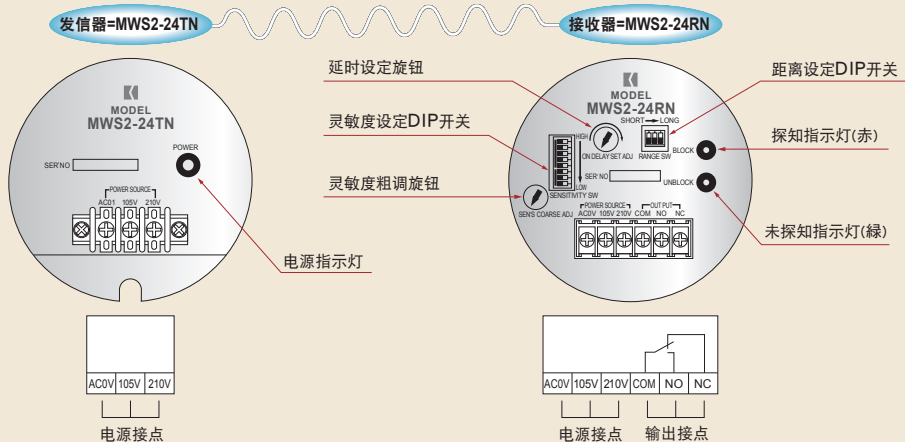 发信器=MWS2-24TN
接收器=MWS2-24RN
MODEL
MWS2-24TN
POWER
SER'NO
POWER SOURCE
AC01 105V 210V
电源指示灯
AC0V 105V 210V
电源接点
延时设定旋钮
灵敏度设定DIP开关
灵敏度粗调旋钮
MODEL
MWS2-24RN
SHORT LONG
HIGH
ON DELAY SET ADJ
RANGE SW
BLOCK
SER'NO
UNBLOCK
LOW
SENSITIVITY SW
SEN'S COARSE ADJ
POWER SOURCE
OUT PUT
AC0V 105V 210V COM NO NC
距离设定DIP开关
探知指示灯(赤)
未探知指示灯(緑)
AC0V 105V 210V COM NO NC
电源接点
输出接点